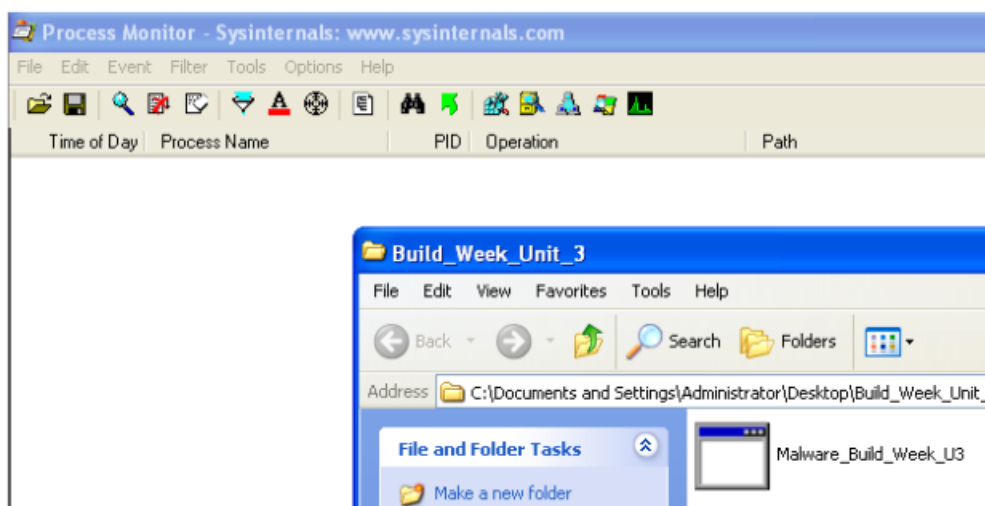 Process Monitor - Sysinternals: www.sysinternals.com
File Edit Event Filter Tools Options Help
Time of Day Process Name PID Operation Path
Build_Week_Unit_3
File Edit View Favorites Tools Help
Back Search Folders
Address C:\Documents and Settings\Administrator\Desktop\Build_Week_Unit_
File and Folder Tasks
Malware_Build_Week_U3
Make a new folder